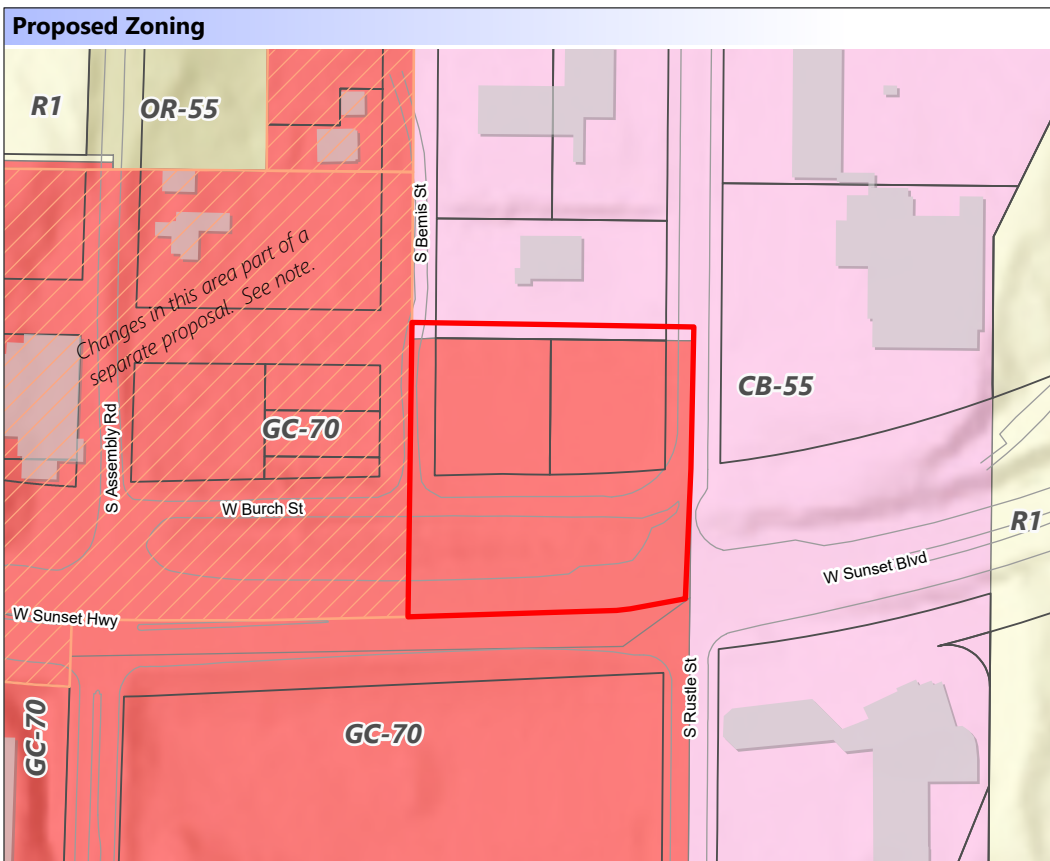 Proposed Zoning
R1
OR-55
S Bemis St
Changes in this area part of a
separate proposal. See note.
CB-55
GC-70
S Assembly Rd
W Burch St
R1
W Sunset Blvd
W Sunset Hwy
S Rustle St
GC-70
GC-70